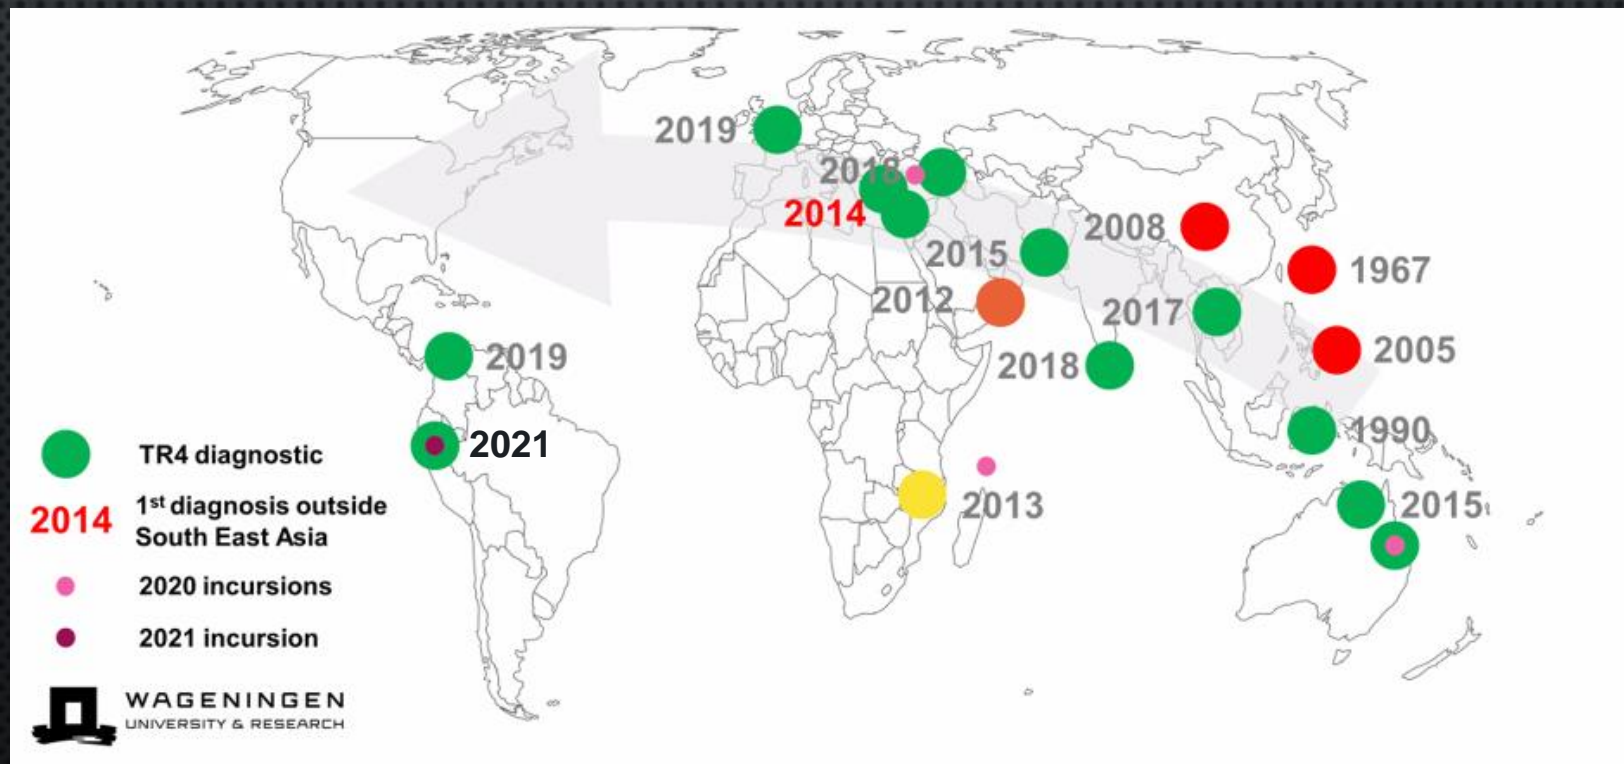 2019
2018
2014
2008
2015
1967
2012
2017
2005
2019
2018
1990
2021
2013
2015
TR4 diagnostic
2014
1st diagnosis outside
South East Asia
2020 incursions
2021 incursion
WAGENINGEN
UNIVERSITY & RESEARCH